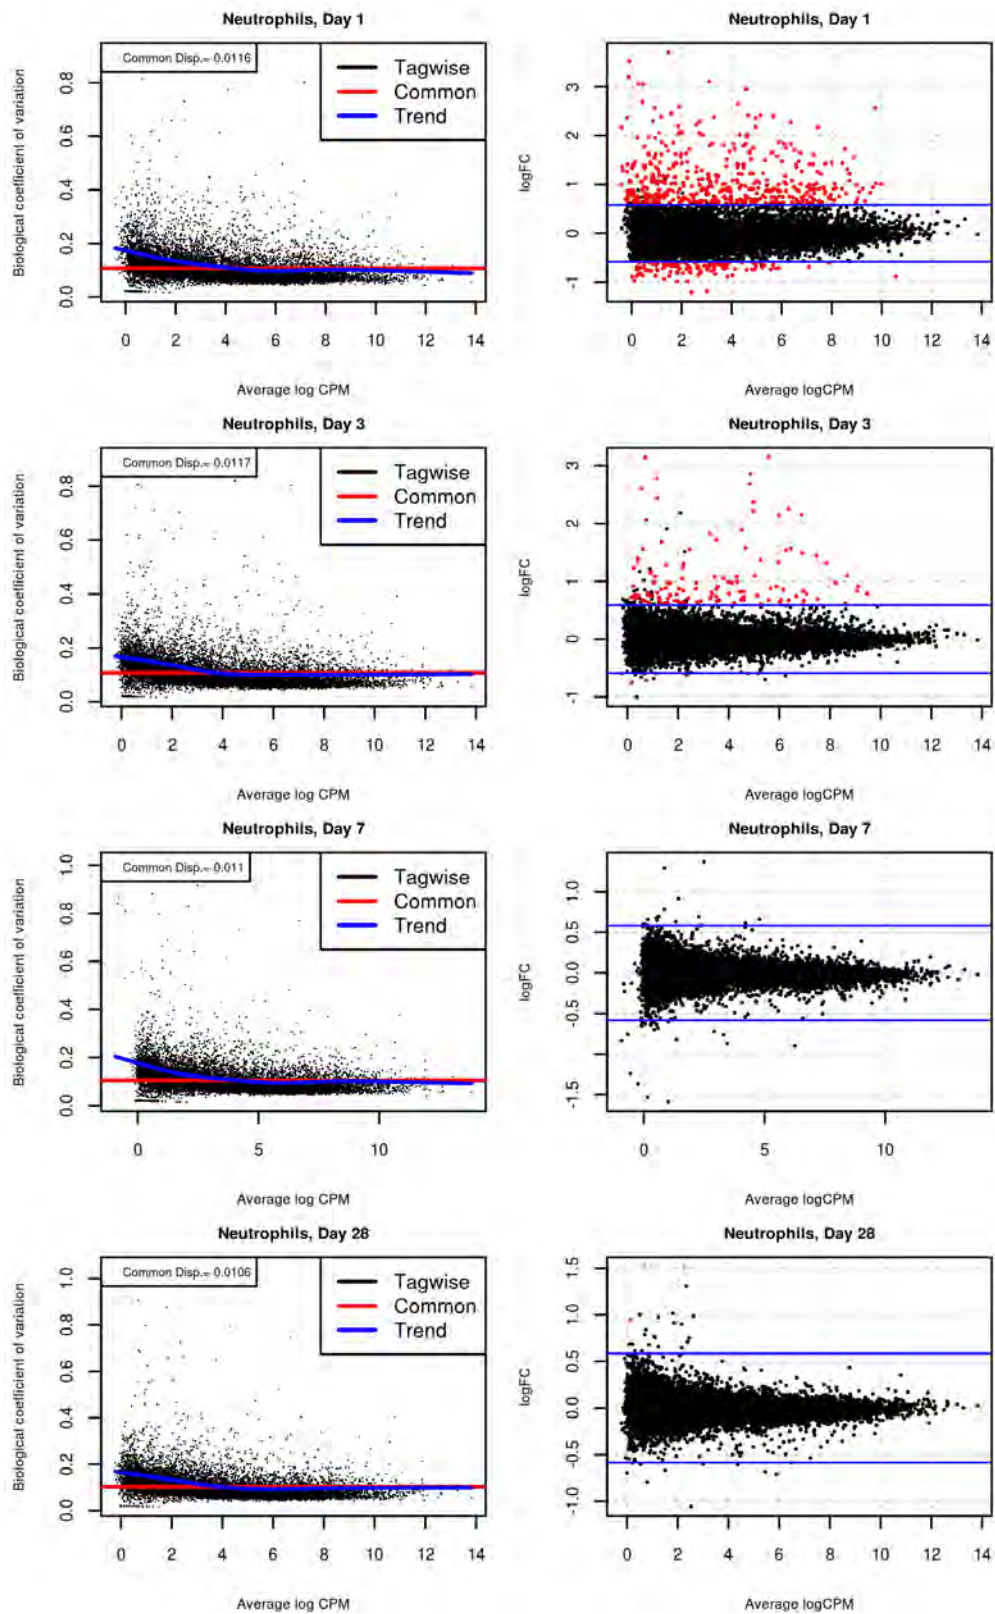 Neutrophils, Day 1
Biological coefficient of variation
0.0 0.2 0.4 0.6 0.8
Common Disp.= 0.0116
Tagwise
Common
Trend
0 2 4 6 8 10 12 14
Average log CPM
Neutrophils, Day 1
logFC
-1 0 1 2 3
0 2 4 6 8 10 12 14
Average logCPM
Neutrophils, Day 3
Biological coefficient of variation
0.0 0.2 0.4 0.6 0.8
Common Disp.= 0.0117
Tagwise
Common
Trend
0 2 4 6 8 10 12 14
Average log CPM
Neutrophils, Day 3
logFC
-1 0 1 2 3
0 2 4 6 8 10 12 14
Average logCPM
Neutrophils, Day 7
Biological coefficient of variation
0.0 0.2 0.4 0.6 0.8 1.0
Common Disp.= 0.011
Tagwise
Common
Trend
0 5 10
Average log CPM
Neutrophils, Day 7
logFC
-1.5 -0.5 0.0 0.5 1.0
0 5 10
Average logCPM
Neutrophils, Day 28
Biological coefficient of variation
0.0 0.2 0.4 0.6 0.8 1.0
Common Disp.= 0.0106
Tagwise
Common
Trend
0 2 4 6 8 10 12 14
Average log CPM
Neutrophils, Day 28
logFC
-1.0 -0.5 0.0 0.5 1.0 1.5
0 2 4 6 8 10 12 14
Average logCPM